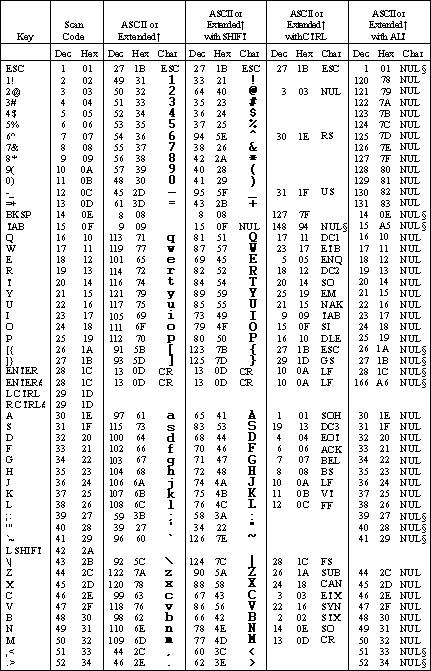 ASCII or ASCII or ASCII or
Scan ASCII or Extended† Extended† Extended†
Key Code Extended† with SHIFT with CTRL with ALT
Dec Hex Dec Hex Char Dec Hex Char Dec Hex Char Dec Hex Char
ESC 1 01 27 1B ESC 27 1B ESC 27 1B ESC 1 01 NUL§
1! 2 02 49 31 1 33 21 ! 120 78 NUL§
2@ 3 03 50 32 2 64 40 @ 3 03 NUL 121 79 NUL§
3# 4 04 51 33 3 35 23 # 122 7A NUL§
4$ 5 05 52 34 4 36 24 $ 123 7B NUL§
5% 6 06 53 35 5 37 25 % 124 7C NUL§
6^ 7 07 54 36 6 94 5E ^ 30 1E RS 125 7D NUL§
7& 8 08 55 37 7 38 26 & 126 7E NUL§
8* 9 09 56 38 8 42 2A * 127 7F NUL§
9( 10 0A 57 39 9 40 28 ( 128 80 NUL§
0) 11 0B 48 30 0 41 29 ) 129 81 NUL§
-_ 12 0C 45 2D – 95 5F _ 31 1F US 130 82 NUL§
=+ 13 0D 61 3D = 43 2B + 131 83 NUL§
BKSP 14 0E 8 08 8 08 127 7F 14 0E NUL§
TAB 15 0F 9 09 15 0F NUL 148 94 NUL§ 15 A5 NUL§
Q 16 10 113 71 q 81 51 Q 17 11 DC1 16 10 NUL
W 17 11 119 77 w 87 57 W 23 17 ETB 17 11 NUL
E 18 12 101 65 e 69 45 E 5 05 ENQ 18 12 NUL
R 19 13 114 72 r 82 52 R 18 12 DC2 19 13 NUL
T 20 14 116 74 t 84 54 T 20 14 SO 20 14 NUL
Y 21 15 121 79 y 89 59 Y 25 19 EM 21 15 NUL
U 22 16 117 75 u 85 55 U 21 15 NAK 22 16 NUL
I 23 17 105 69 i 73 49 I 9 09 TAB 23 17 NUL
O 24 18 111 6F o 79 4F O 15 0F SI 24 18 NUL
P 25 19 112 70 p 80 50 P 16 10 DLE 25 19 NUL
[{ 26 1A 91 5B [ 123 7B { 27 1B ESC 26 1A NUL§
]} 27 1B 93 5D ] 125 7D } 29 1D GS 27 1B NUL§
ENTER 28 1C 13 0D CR 13 0D CR 10 0A LF 28 1C NUL§
ENTER£ 28 1C 13 0D CR 13 0D CR 10 0A LF 166 A6 NUL§
L CTRL 29 1D
R CTRL£ 29 1D
A 30 1E 97 61 a 65 41 A 1 01 SOH 30 1E NUL
S 31 1F 115 73 s 83 53 S 19 13 DC3 31 1F NUL
D 32 20 100 64 d 68 44 D 4 04 EOT 32 20 NUL
F 33 21 102 66 f 70 46 F 6 06 ACK 33 21 NUL
G 34 22 103 67 g 71 47 G 7 07 BEL 34 22 NUL
H 35 23 104 68 h 72 48 H 8 08 BS 35 23 NUL
J 36 24 106 6A j 74 4A J 10 0A LF 36 24 NUL
K 37 25 107 6B k 75 4B K 11 0B VT 37 25 NUL
L 38 26 108 6C l 76 4C L 12 0C FF 38 26 NUL
;: 39 27 59 3B ; 58 3A : 39 27 NUL§
'" 40 28 39 27 ' 34 22 " 40 28 NUL§
`~ 41 29 96 60 ` 126 7E ~ 41 29 NUL§
L SHIFT 42 2A
\| 43 2B 92 5C \ 124 7C | 28 1C FS
Z 44 2C 122 7A z 90 5A Z 26 1A SUB 44 2C NUL
X 45 2D 120 78 x 88 58 X 24 18 CAN 45 2D NUL
C 46 2E 99 63 c 67 43 C 3 03 ETX 46 2E NUL
V 47 2F 118 76 v 86 56 V 22 16 SYN 47 2F NUL
B 48 30 98 62 b 66 42 B 2 02 STX 48 30 NUL
N 49 31 110 6E n 78 4E N 14 0E SO 49 31 NUL
M 50 32 109 6D m 77 4D M 13 0D CR 50 32 NUL
,< 51 33 44 2C , 60 3C < 51 33 NUL§
.> 52 34 46 2E . 62 3E > 52 34 NUL§